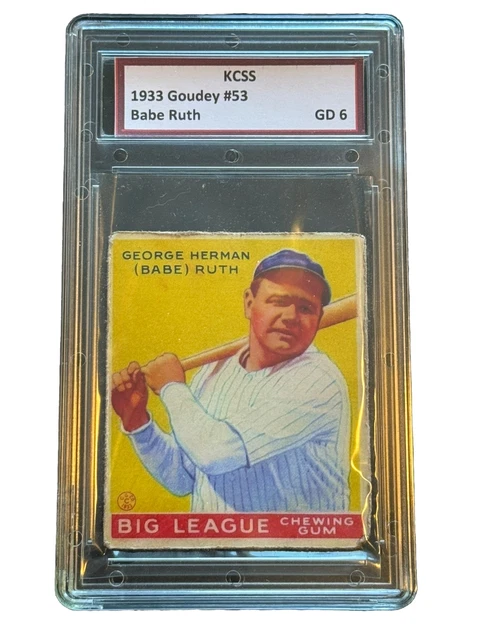 KCSS
1933 Goudey #53
Babe Ruth GD 6
GEORGE HERMAN
(BABE) RUTH
BIG LEAGUE CHEWING GUM